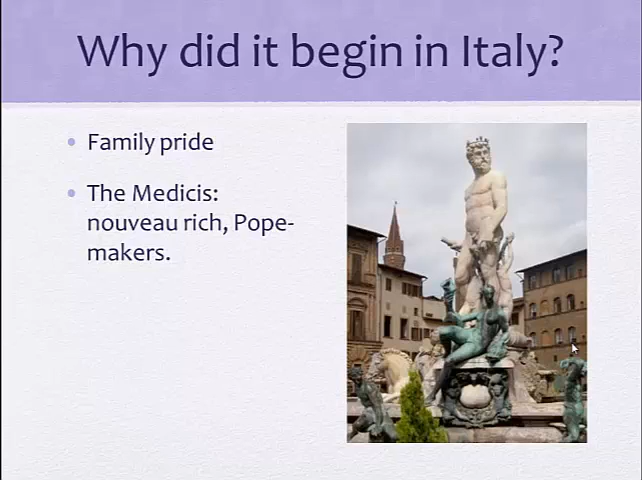 Why did it begin in Italy?
Family pride
The Medicis:
nouveau rich, Pope-
makers.